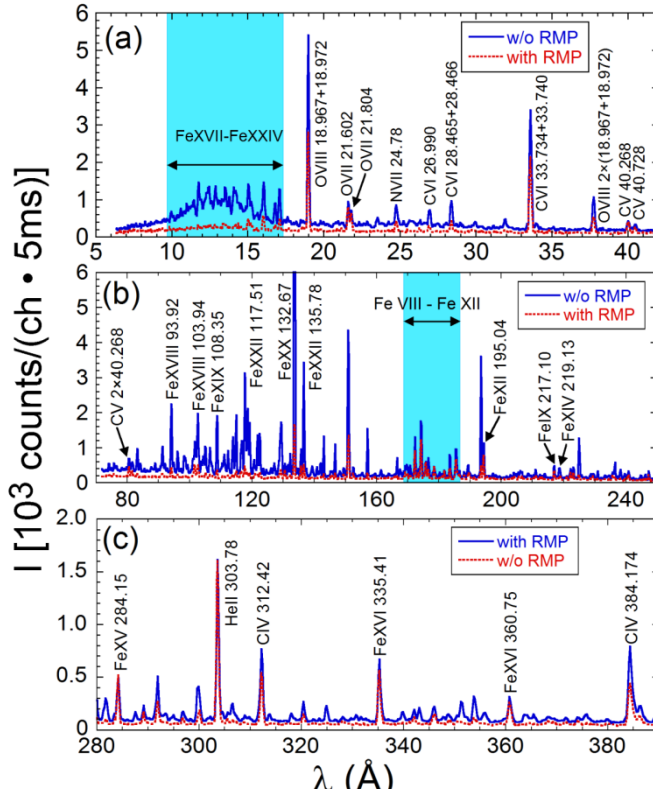 I [10³ counts/(ch • 5ms)]
(a)
w/o RMP
with RMP
FeXVII-FeXXIV
OVIII 18.967+18.972
OVII 21.602
OVII 21.804
NVII 24.78
CVI 26.990
CVI 28.465+28.466
CVI 33.734+33.740
OVIII 2×(18.967+18.972)
CV 40.268
CV 40.728
6
5
4
3
2
1
0
5 10 15 20 25 30 35 40
(b)
w/o RMP
with RMP
Fe VIII - Fe XII
CV 2×40.268
FeXVIII 93.92
FeXVIII 103.94
FeXIX 108.35
FeXXII 117.51
FeXX 132.67
FeXXII 135.78
FeXII 195.04
FeIX 217.10
FeXIV 219.13
6
5
4
3
2
1
0
80 120 160 200 240
(c)
with RMP
w/o RMP
FeXV 284.15
HeII 303.78
CIV 312.42
FeXVI 335.41
FeXVI 360.75
CIV 384.174
2.0
1.5
1.0
0.5
0
280 300 320 340 360 380
λ (Å)